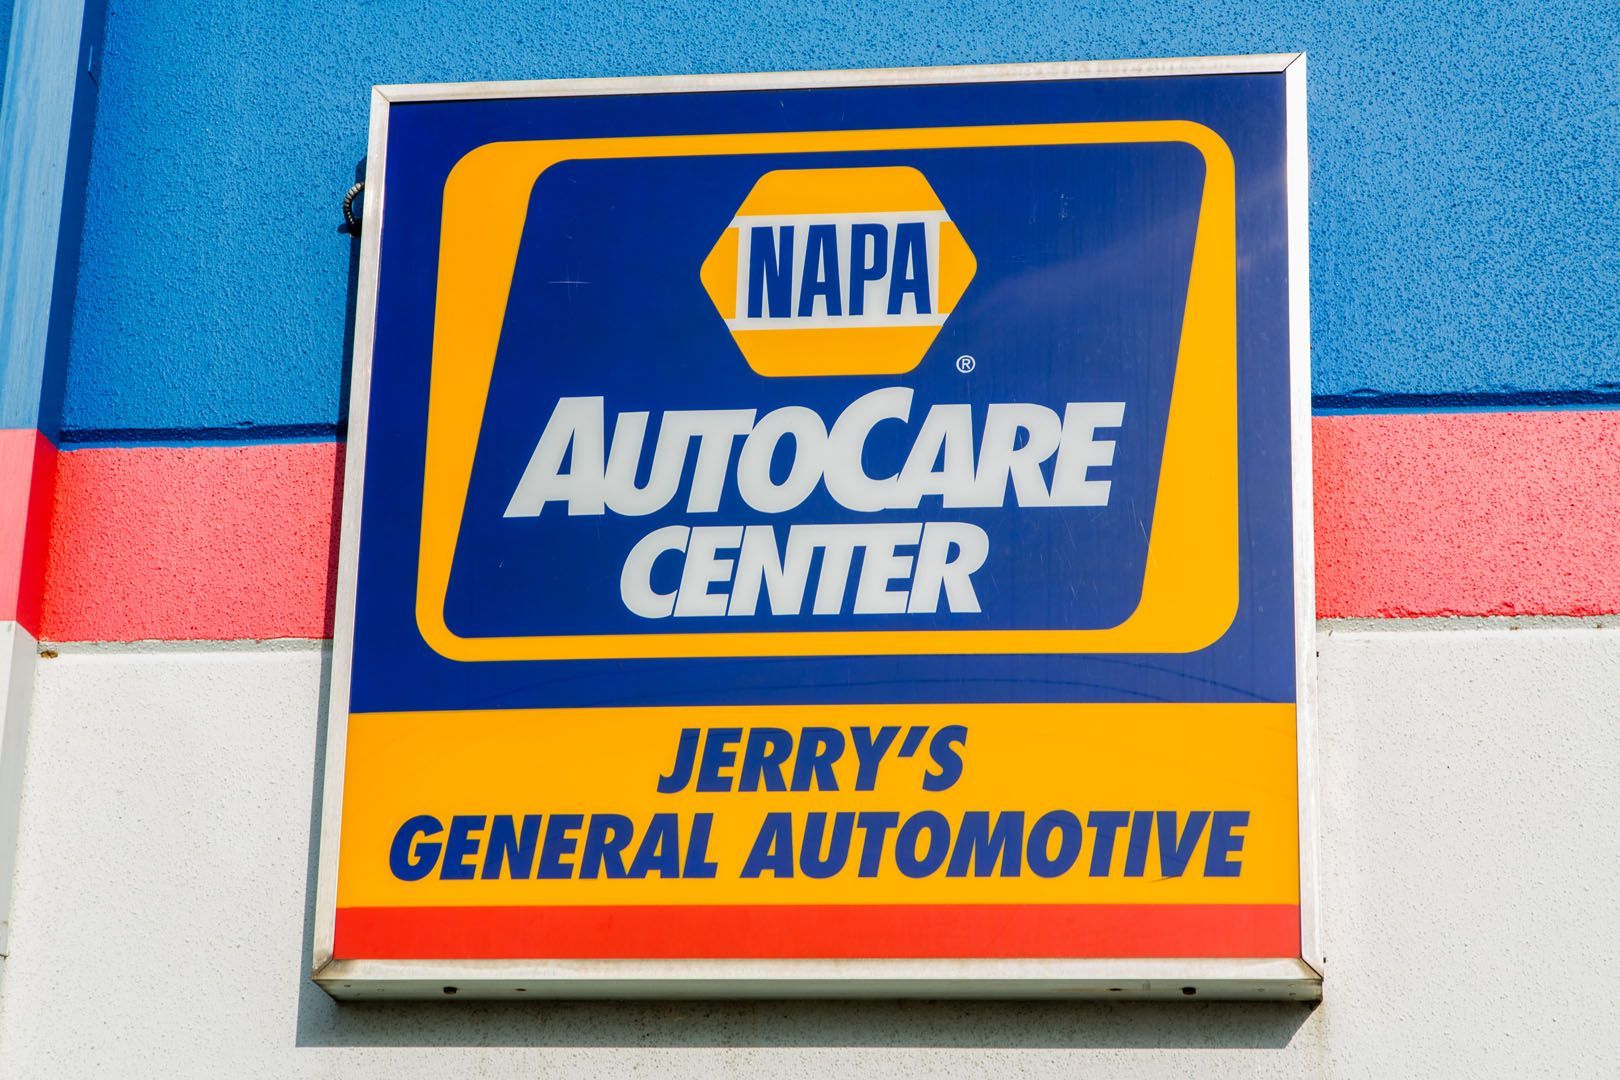 NAPA
®
AUTOCARE
CENTER
JERRY'S
GENERAL AUTOMOTIVE